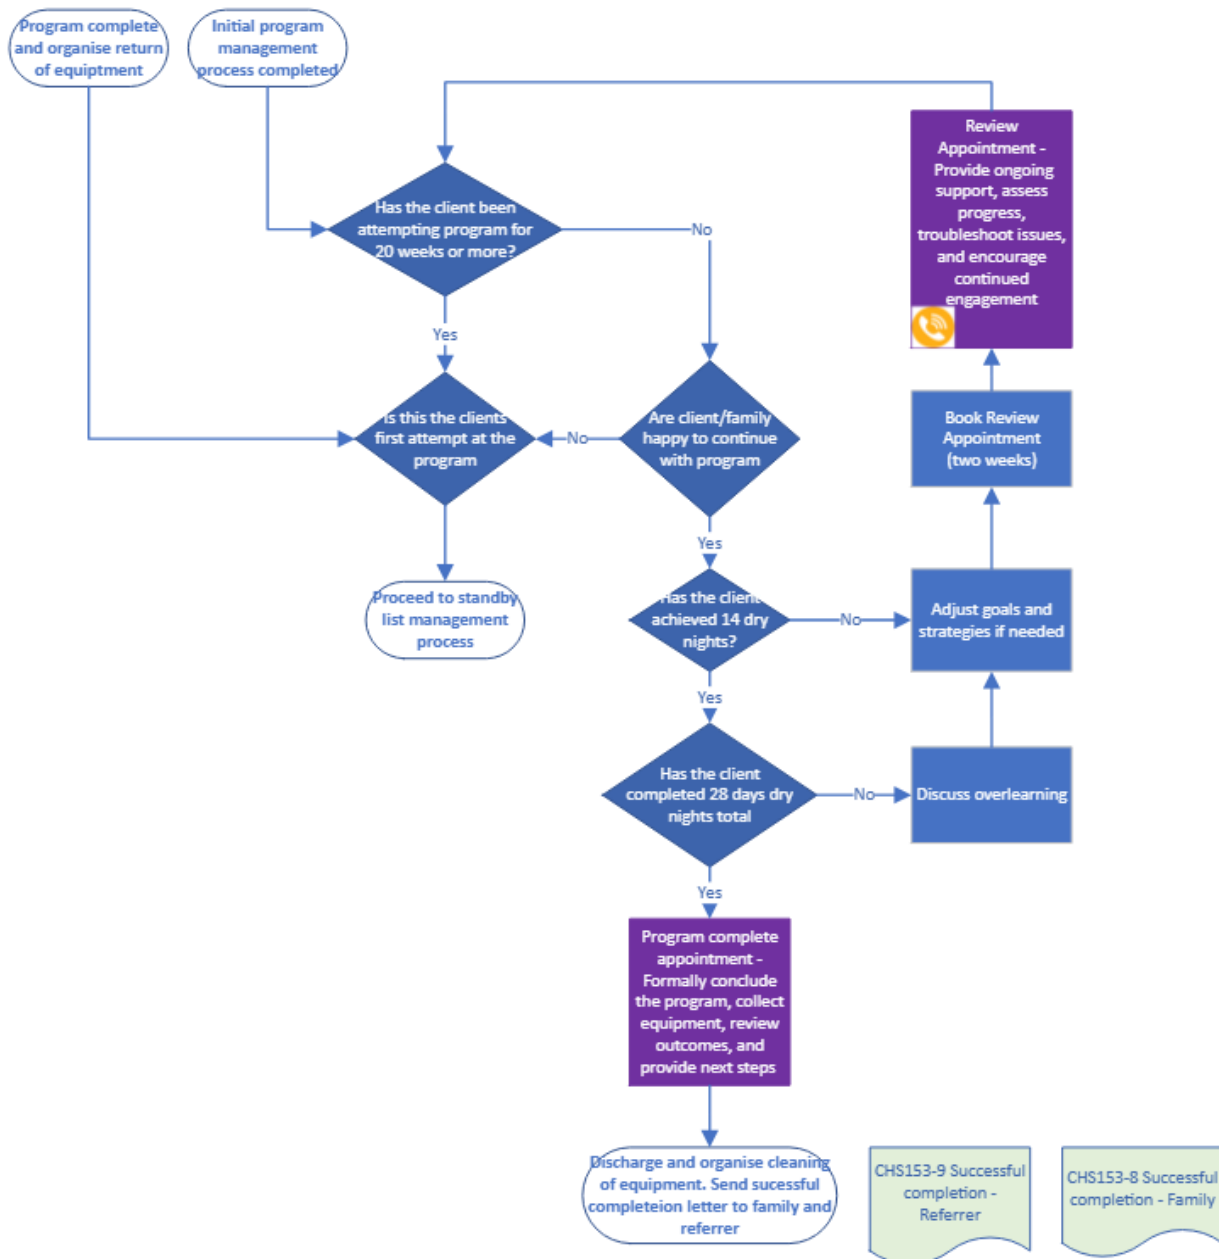 Program complete
and organise return
of equiptment
Initial program
management
process completed
Review
Appointment -
Provide ongoing
support, assess
progress,
troubleshoot issues,
and encourage
continued
engagement
Has the client been
attempting program for
20 weeks or more?
No
Yes
Is this the clients
first attempt at the
program
No
Are client/family
happy to continue
with program
Book Review
Appointment
(two weeks)
Yes
Proceed to standby
list management
process
Has the client
achieved 14 dry
nights?
No
Adjust goals and
strategies if needed
Yes
Has the client
completed 28 days dry
nights total
No
Discuss overlearning
Yes
Program complete
appointment -
Formally conclude
the program, collect
equipment, review
outcomes, and
provide next steps
Discharge and organise cleaning
of equipment. Send sucessful
completeion letter to family and
referrer
CHS153-9 Successful
completion -
Referrer
CHS153-8 Successful
completion - Family